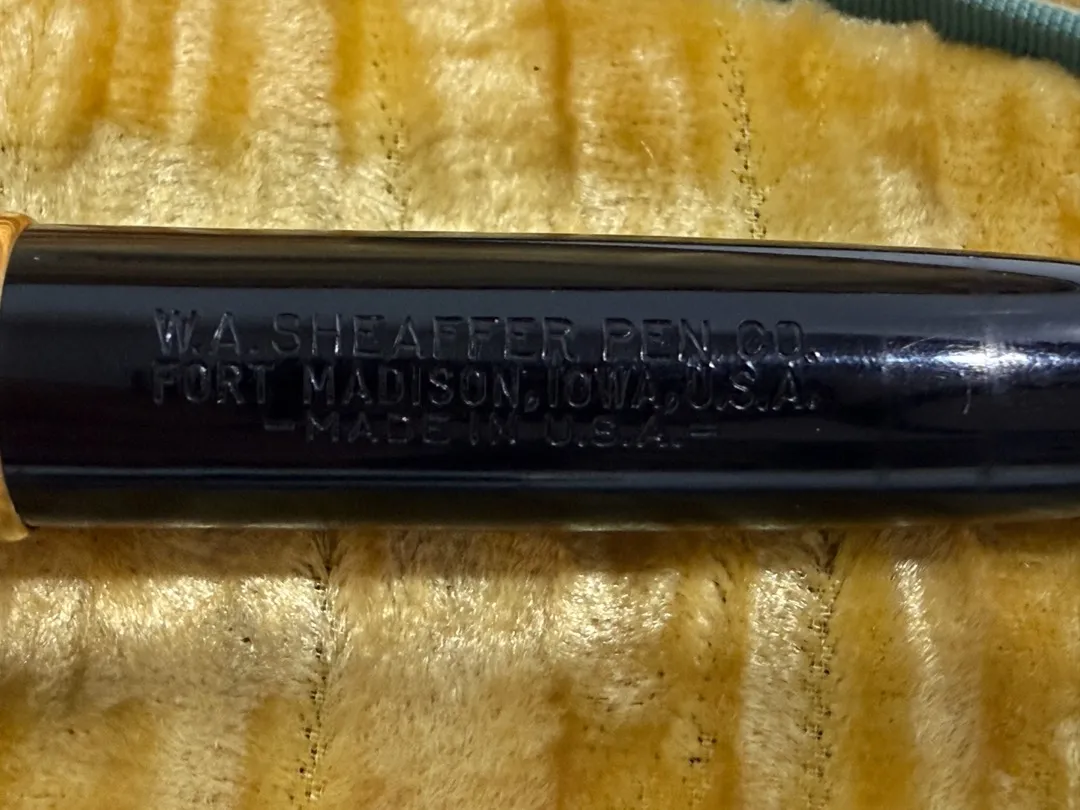 W.A.SHEAFFER PEN.CO.
FORT MADISON,IOWA,U.S.A.
-MADE IN U.S.A.-